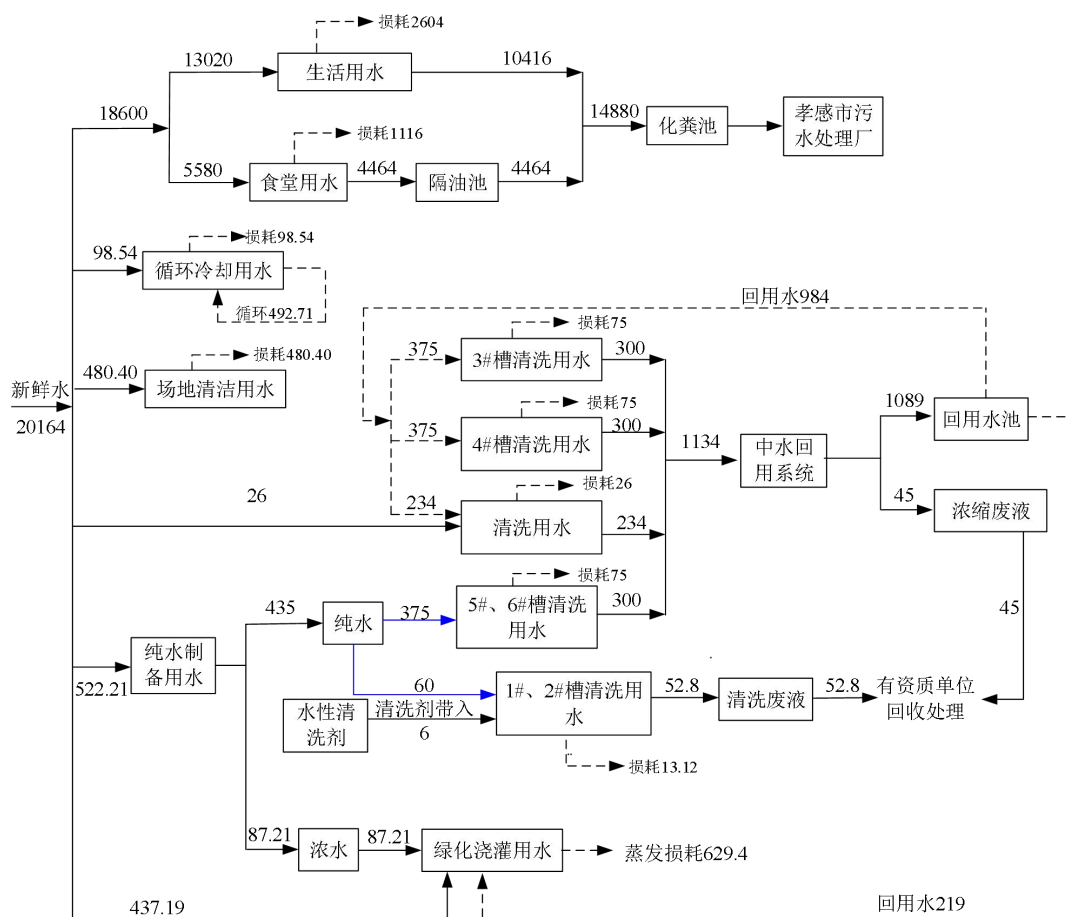 损耗2604
13020
生活用水
10416
18600
14880
化粪池
孝感市污
水处理厂
损耗1116
5580
食堂用水
4464
隔油池
4464
损耗98.54
98.54
循环冷却用水
循环492.71
回用水984
损耗480.40
新鲜水
20164
480.40
场地清洁用水
损耗75
375
3#槽清洗用水
300
损耗75
375
4#槽清洗用水
300
1134
中水回
用系统
1089
回用水池
26
损耗26
234
清洗用水
234
45
浓缩废液
45
损耗75
435
纯水
375
5#、6#槽清洗
用水
300
纯水制
备用水
522.21
60
水性清
洗剂
清洗剂带入
6
1#、2#槽清洗用
水
52.8
清洗废液
52.8
有资质单位
回收处理
损耗13.12
87.21
浓水
87.21
绿化浇灌用水
蒸发损耗629.4
437.19
回用水219